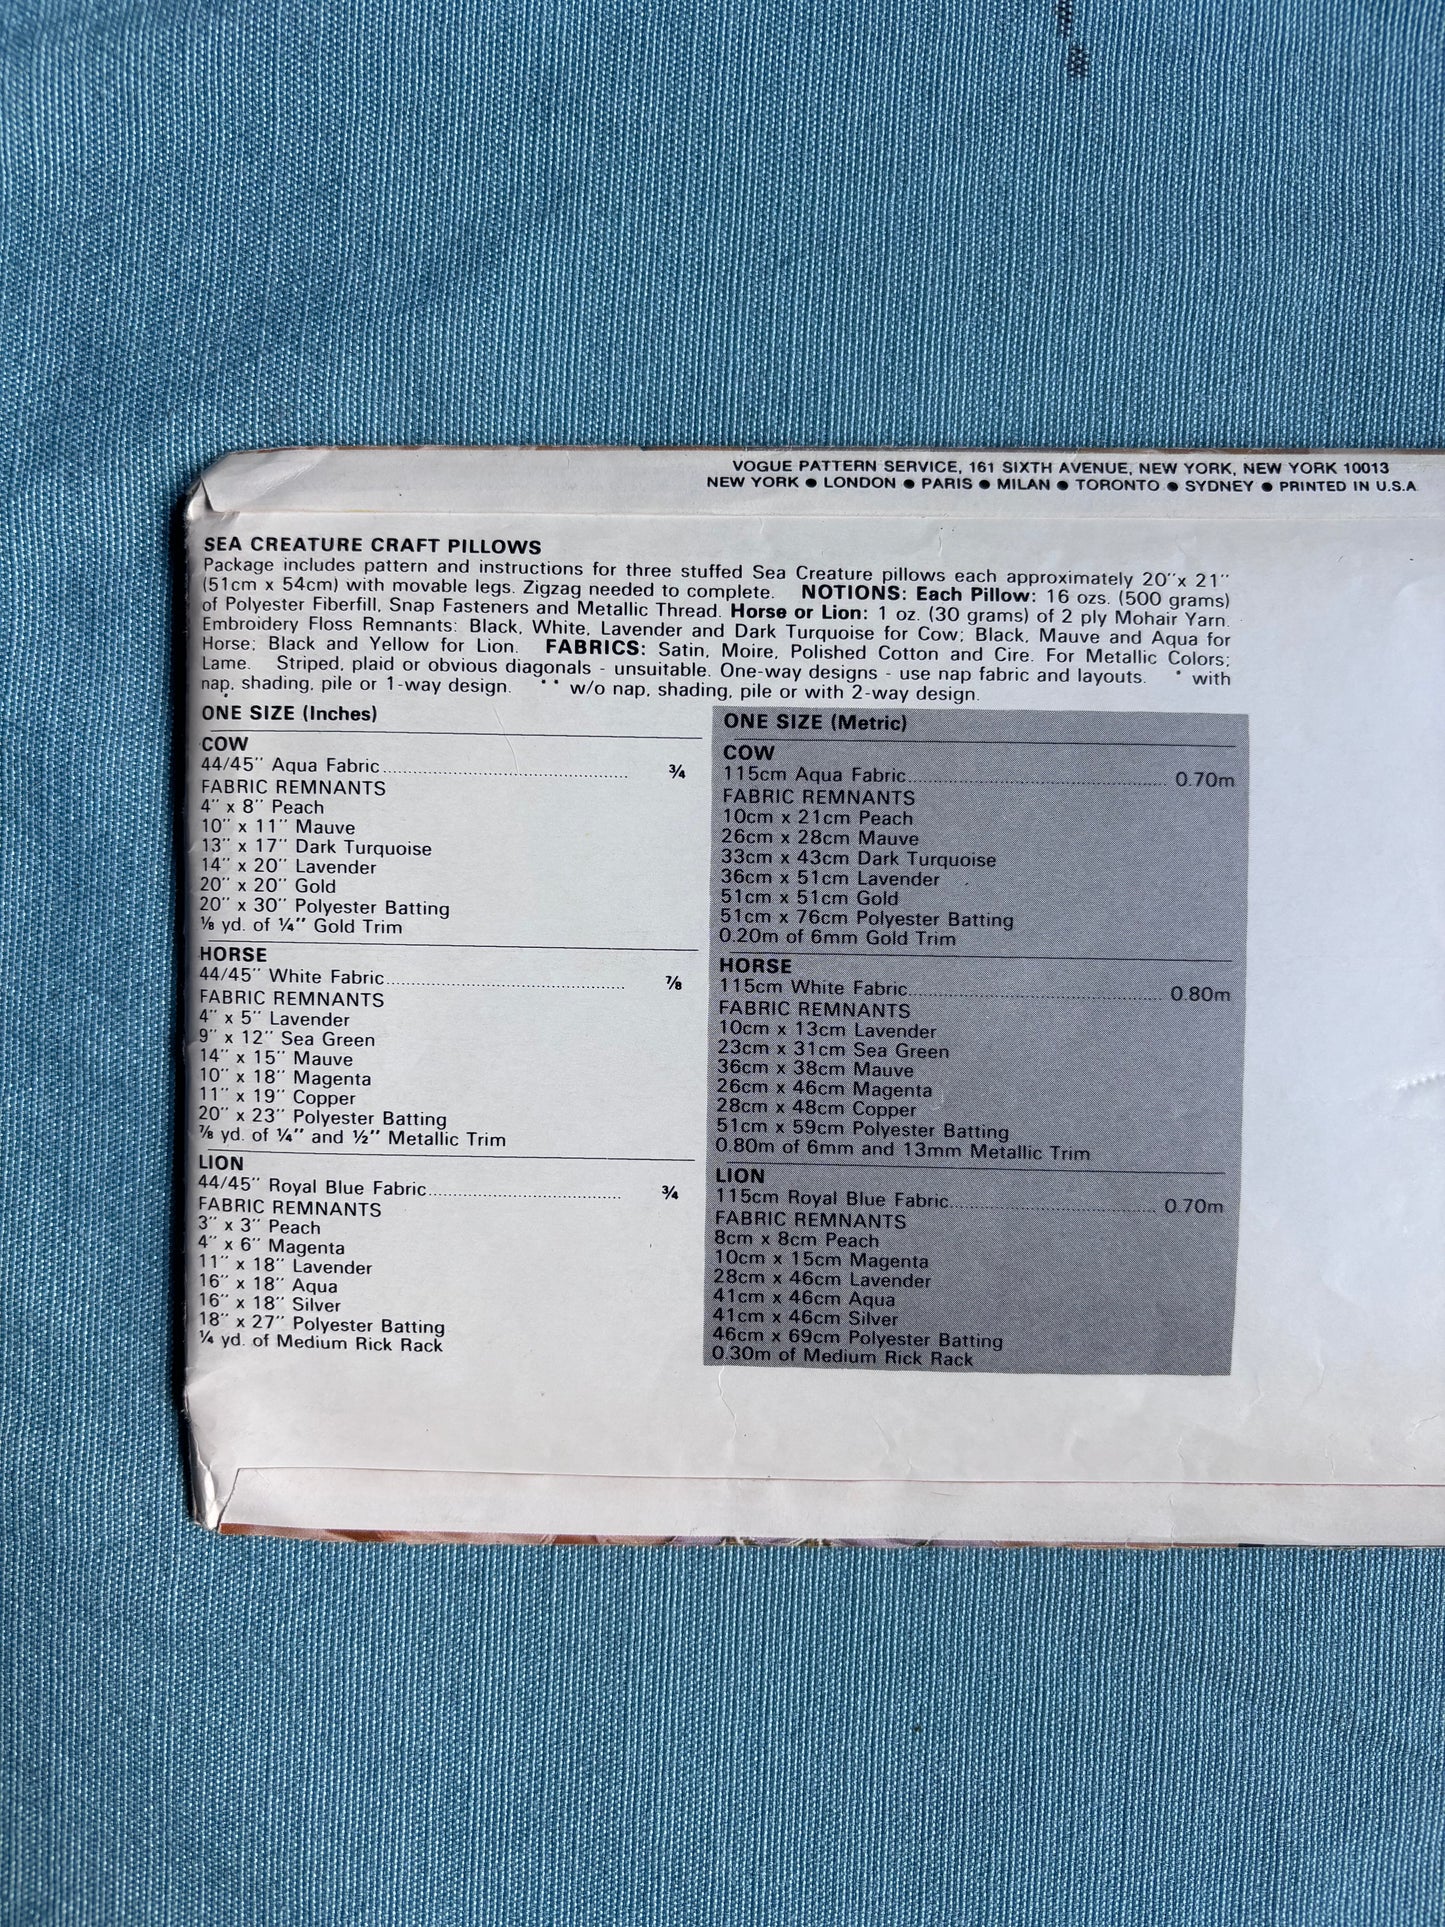 VOGUE PATTERN SERVICE, 161 SIXTH AVENUE, NEW YORK, NEW YORK 10013
NEW YORK ● LONDON ● PARIS ● MILAN ● TORONTO ● SYDNEY ● PRINTED IN U.S.A
SEA CREATURE CRAFT PILLOWS
Package includes pattern and instructions for three stuffed Sea Creature pillows each approximately 20″x 21″
(51cm x 54cm) with movable legs. Zigzag needed to complete. NOTIONS: Each Pillow: 16 ozs. (500 grams)
of Polyester Fiberfill, Snap Fasteners and Metallic Thread. Horse or Lion: 1 oz. (30 grams) of 2 ply Mohair Yarn.
Embroidery Floss Remnants: Black, White, Lavender and Dark Turquoise for Cow; Black, Mauve and Aqua for
Horse; Black and Yellow for Lion. FABRICS: Satin, Moire, Polished Cotton and Cire. For Metallic Colors;
Lame. Striped, plaid or obvious diagonals - unsuitable. One-way designs - use nap fabric and layouts. * with
nap, shading, pile or 1-way design. ** w/o nap, shading, pile or with 2-way design.
ONE SIZE (Inches)
COW
44/45″ Aqua Fabric.................................... ¾
FABRIC REMNANTS
4″ x 8″ Peach
10″ x 11″ Mauve
13″ x 17″ Dark Turquoise
14″ x 20″ Lavender
20″ x 20″ Gold
20″ x 30″ Polyester Batting
⅛ yd. of ¼″ Gold Trim
HORSE
44/45″ White Fabric.................................... ⅞
FABRIC REMNANTS
4″ x 5″ Lavender
9″ x 12″ Sea Green
14″ x 15″ Mauve
10″ x 18″ Magenta
11″ x 19″ Copper
20″ x 23″ Polyester Batting
⅞ yd. of ¼″ and ½″ Metallic Trim
LION
44/45″ Royal Blue Fabric.............................. ¾
FABRIC REMNANTS
3″ x 3″ Peach
4″ x 6″ Magenta
11″ x 18″ Lavender
16″ x 18″ Aqua
16″ x 18″ Silver
18″ x 27″ Polyester Batting
¼ yd. of Medium Rick Rack
ONE SIZE (Metric)
COW
115cm Aqua Fabric...................................... 0.70m
FABRIC REMNANTS
10cm x 21cm Peach
26cm x 28cm Mauve
33cm x 43cm Dark Turquoise
36cm x 51cm Lavender
51cm x 51cm Gold
51cm x 76cm Polyester Batting
0.20m of 6mm Gold Trim
HORSE
115cm White Fabric...................................... 0.80m
FABRIC REMNANTS
10cm x 13cm Lavender
23cm x 31cm Sea Green
36cm x 38cm Mauve
26cm x 46cm Magenta
28cm x 48cm Copper
51cm x 59cm Polyester Batting
0.80m of 6mm and 13mm Metallic Trim
LION
115cm Royal Blue Fabric................................ 0.70m
FABRIC REMNANTS
8cm x 8cm Peach
10cm x 15cm Magenta
28cm x 46cm Lavender
41cm x 46cm Aqua
41cm x 46cm Silver
46cm x 69cm Polyester Batting
0.30m of Medium Rick Rack